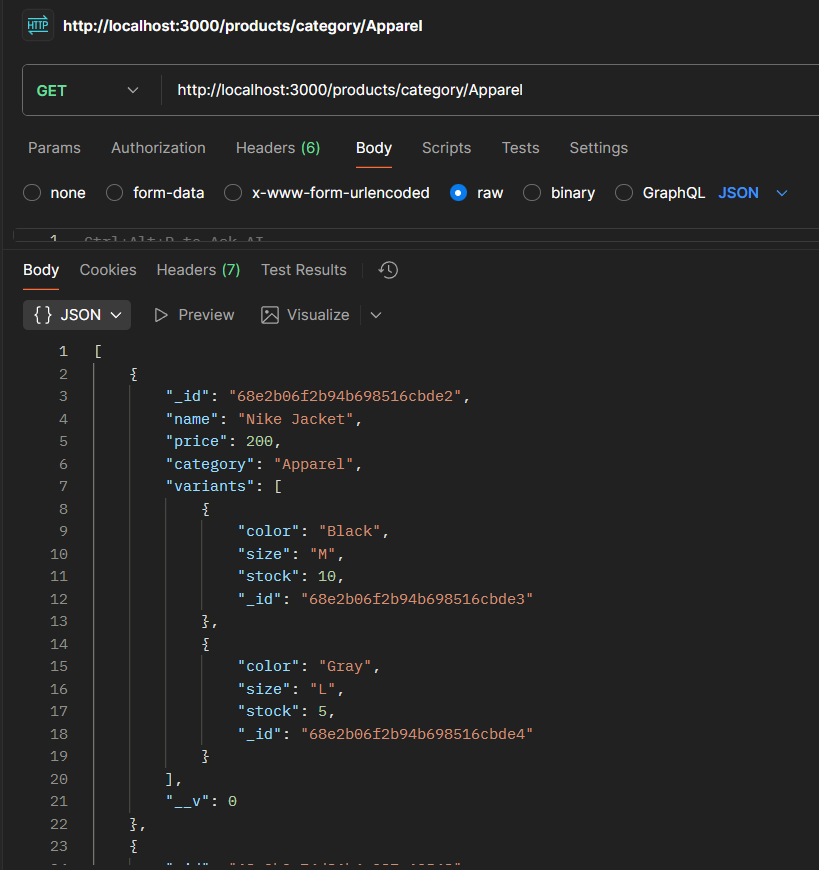 HTTP http://localhost:3000/products/category/Apparel
GET http://localhost:3000/products/category/Apparel
Params Authorization Headers (6) Body Scripts Tests Settings
none form-data x-www-form-urlencoded raw binary GraphQL JSON
1 Ctrl+Alt+P to Ask AI
Body Cookies Headers (7) Test Results
{} JSON Preview Visualize
1 [
2 {
3 "_id": "68e2b06f2b94b698516cbde2",
4 "name": "Nike Jacket",
5 "price": 200,
6 "category": "Apparel",
7 "variants": [
8 {
9 "color": "Black",
10 "size": "M",
11 "stock": 10,
12 "_id": "68e2b06f2b94b698516cbde3"
13 },
14 {
15 "color": "Gray",
16 "size": "L",
17 "stock": 5,
18 "_id": "68e2b06f2b94b698516cbde4"
19 }
20 ],
21 "__v": 0
22 },
23 {